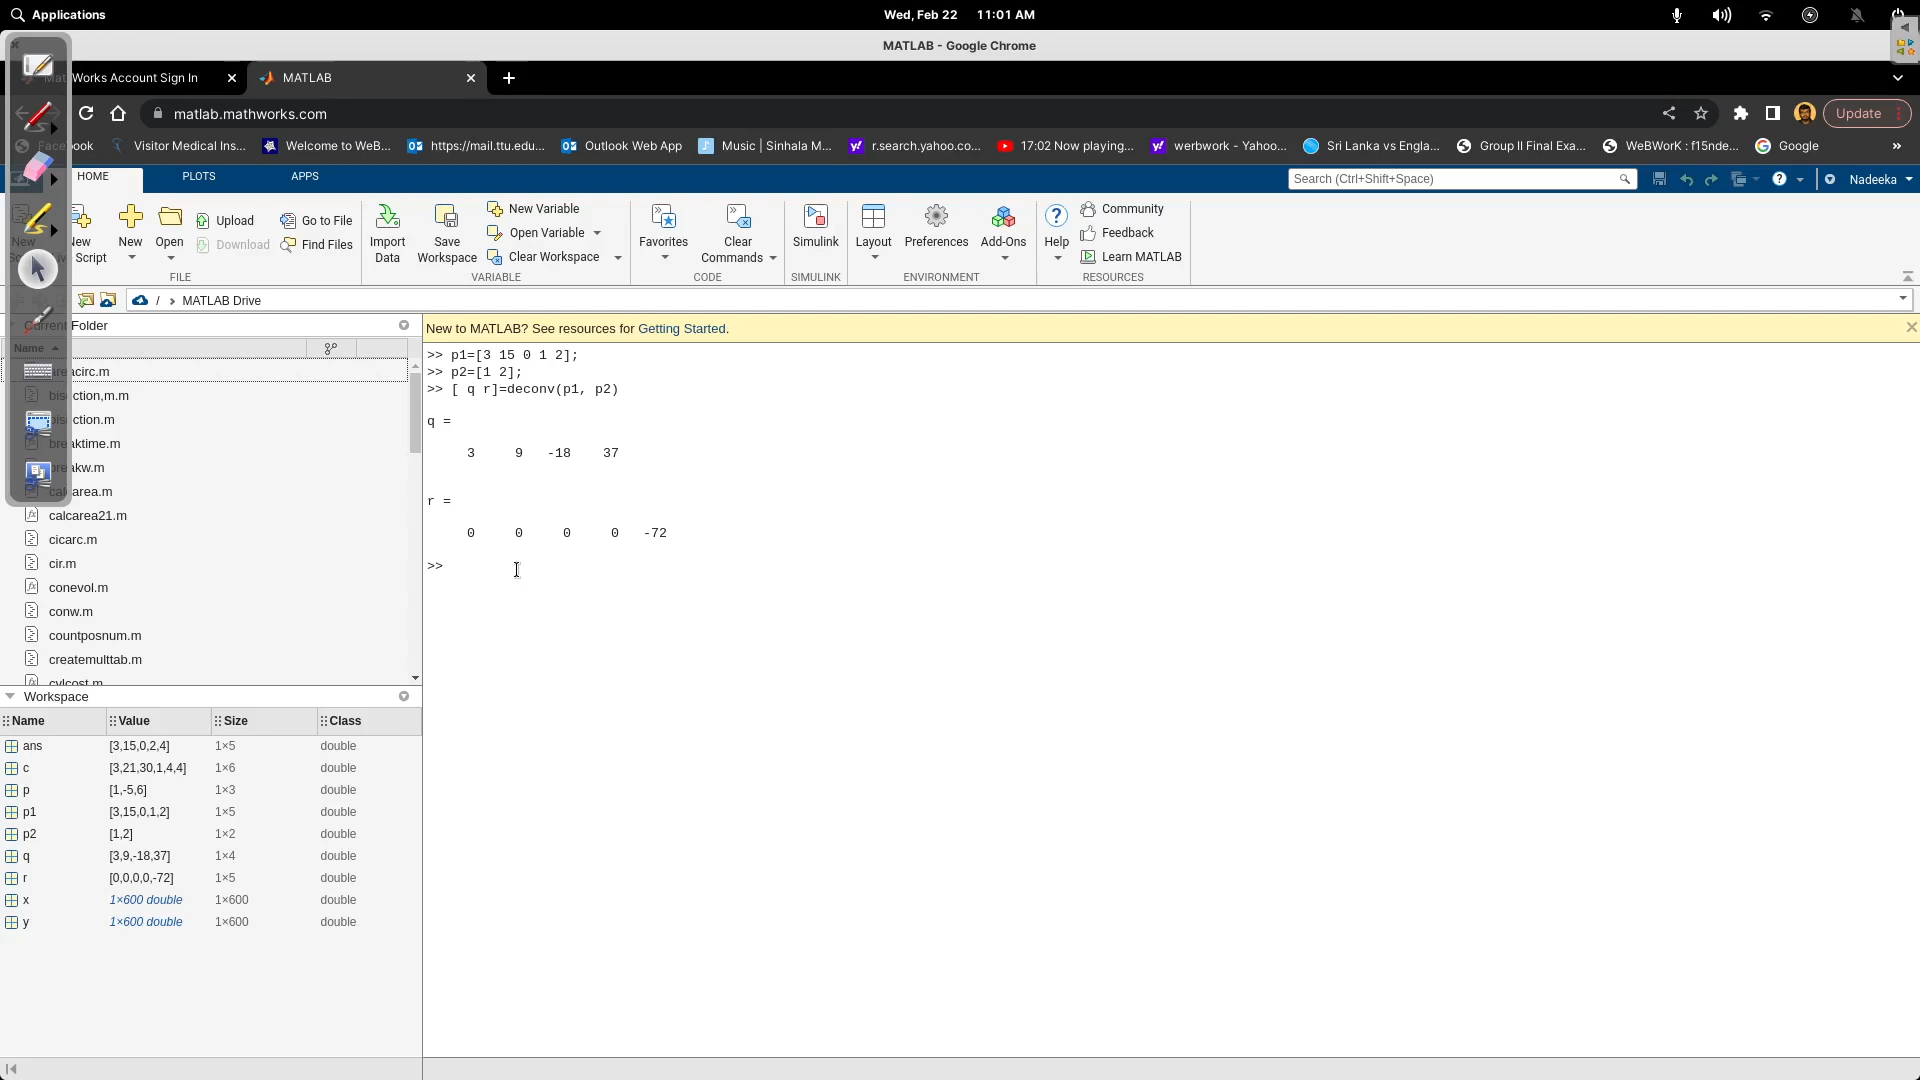 Applications
Wed, Feb 22 11:01 AM
MATLAB - Google Chrome
Works Account Sign In
MATLAB
matlab.mathworks.com
Update
Visitor Medical Ins...
Welcome to WeB...
https://mail.ttu.edu...
Outlook Web App
Music | Sinhala M...
r.search.yahoo.co...
17:02 Now playing...
werbwork - Yahoo...
Sri Lanka vs Engla...
Group II Final Exa...
WeBWorK : f15nde...
Google
»
HOME
PLOTS
APPS
Search (Ctrl+Shift+Space)
Nadeeka
New
Script
New
Open
Upload
Download
Go to File
Find Files
FILE
Import
Data
Save
Workspace
New Variable
Open Variable
Clear Workspace
VARIABLE
Favorites
Clear
Commands
CODE
Simulink
SIMULINK
Layout
Preferences
Add-Ons
ENVIRONMENT
Help
Community
Feedback
Learn MATLAB
RESOURCES
/ > MATLAB Drive
Current Folder
Name
acirc.m
ction,m.m
ction.m
breaktime.m
breakw.m
calcarea.m
calcarea21.m
cicarc.m
cir.m
conevol.m
conw.m
countposnum.m
createmulttab.m
cylcost.m
Workspace
Name Value Size Class
ans [3,15,0,2,4] 1×5 double
c [3,21,30,1,4,4] 1×6 double
p [1,-5,6] 1×3 double
p1 [3,15,0,1,2] 1×5 double
p2 [1,2] 1×2 double
q [3,9,-18,37] 1×4 double
r [0,0,0,0,-72] 1×5 double
x 1×600 double 1×600 double
y 1×600 double 1×600 double
New to MATLAB? See resources for Getting Started.
>> p1=[3 15 0 1 2];
>> p2=[1 2];
>> [ q r]=deconv(p1, p2)
q =
3 9 -18 37
r =
0 0 0 0 -72
>>